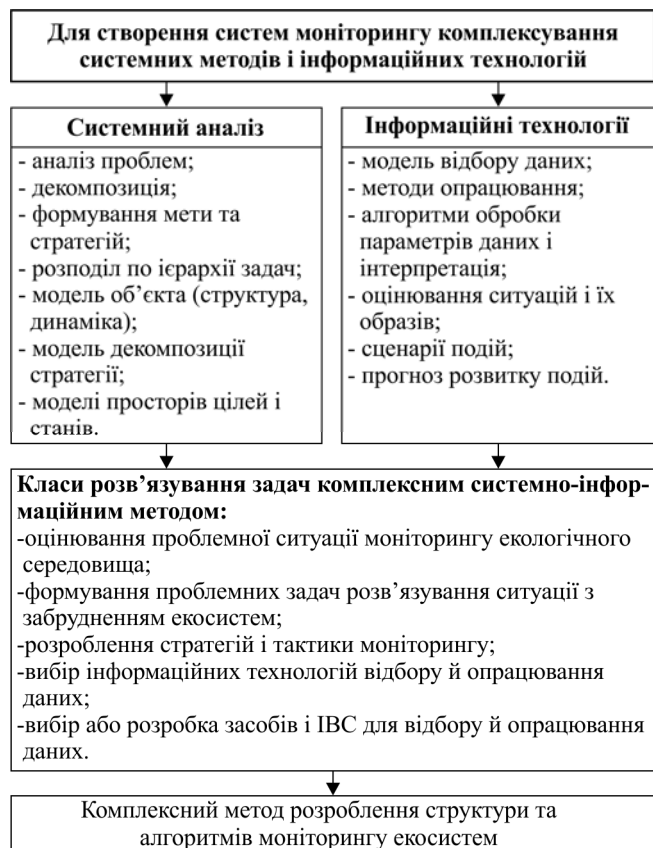 Для створення систем моніторингу комплексування
системних методів і інформаційних технологій
Системний аналіз
- аналіз проблем;
- декомпозиція;
- формування мети та
стратегій;
- розподіл по ієрархії задач;
- модель об’єкта (структура,
динаміка);
- модель декомпозиції
стратегії;
- моделі просторів цілей і
станів.
Інформаційні технології
- модель відбору даних;
- методи опрацювання;
- алгоритми обробки
параметрів даних і
інтерпретація;
- оцінювання ситуацій і їх
образів;
- сценарії подій;
- прогноз розвитку подій.
Класи розв’язування задач комплексним системно-інфор-
маційним методом:
-оцінювання проблемної ситуації моніторингу екологічного
середовища;
-формування проблемних задач розв’язування ситуації з
забрудненням екосистем;
-розроблення стратегій і тактики моніторингу;
-вибір інформаційних технологій відбору й опрацювання
даних;
-вибір або розробка засобів і ІВС для відбору й опрацювання
даних.
Комплексний метод розроблення структури та
алгоритмів моніторингу екосистем